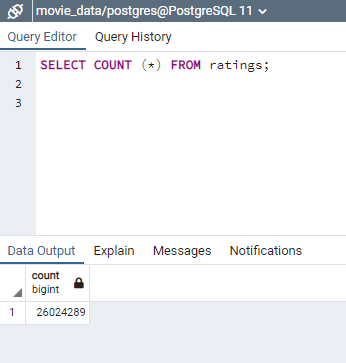 movie_data/postgres@PostgreSQL 11
Query Editor Query History
1 SELECT COUNT (*) FROM ratings;
2
3
Data Output Explain Messages Notifications
count
bigint
1 26024289